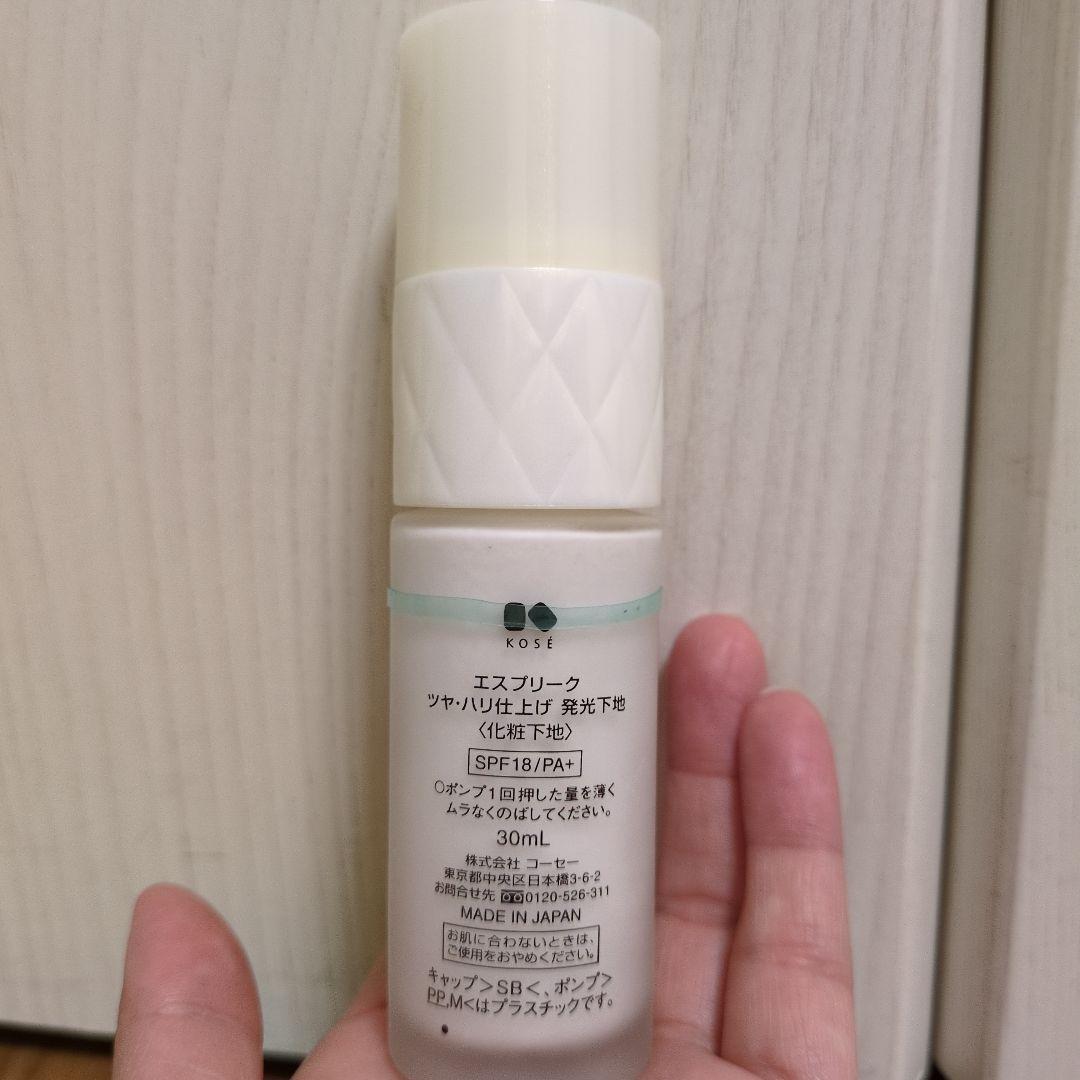 KOSÉ
エスプリーク
ツヤ・ハリ仕上げ 発光下地
〈化粧下地〉
SPF18/PA+
○ポンプ1回押した量を薄く
ムラなくのばしてください。
30mL
株式会社 コーセー
東京都中央区日本橋3-6-2
お問合せ先 0120-526-311
MADE IN JAPAN
お肌に合わないときは、
ご使用をおやめください。
キャップ＞SB＜、ポンプ＞
PP,M＜はプラスチックです。